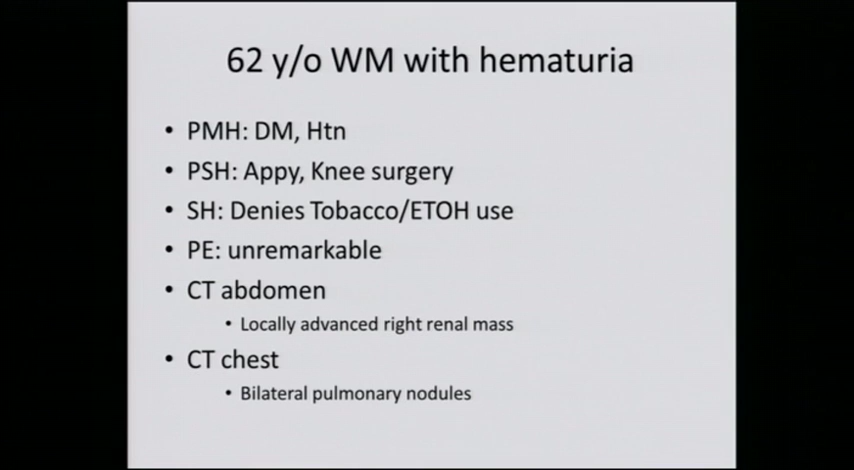 62 y/o WM with hematuria
• PMH: DM, Htn
• PSH: Appy, Knee surgery
• SH: Denies Tobacco/ETOH use
• PE: unremarkable
• CT abdomen
• Locally advanced right renal mass
• CT chest
• Bilateral pulmonary nodules